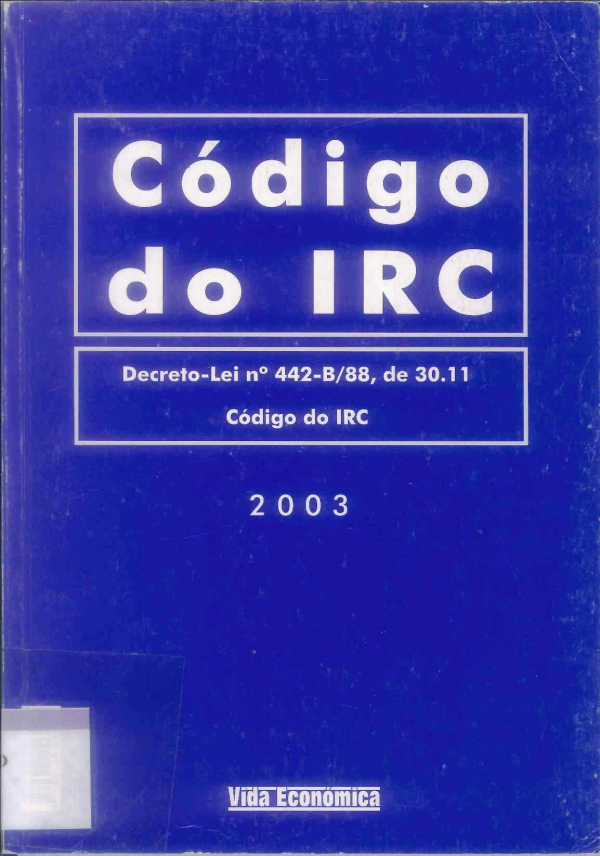 Código
do IRC
Decreto-Lei nº 442-B/88, de 30.11
Código do IRC
2003
Vida Económica